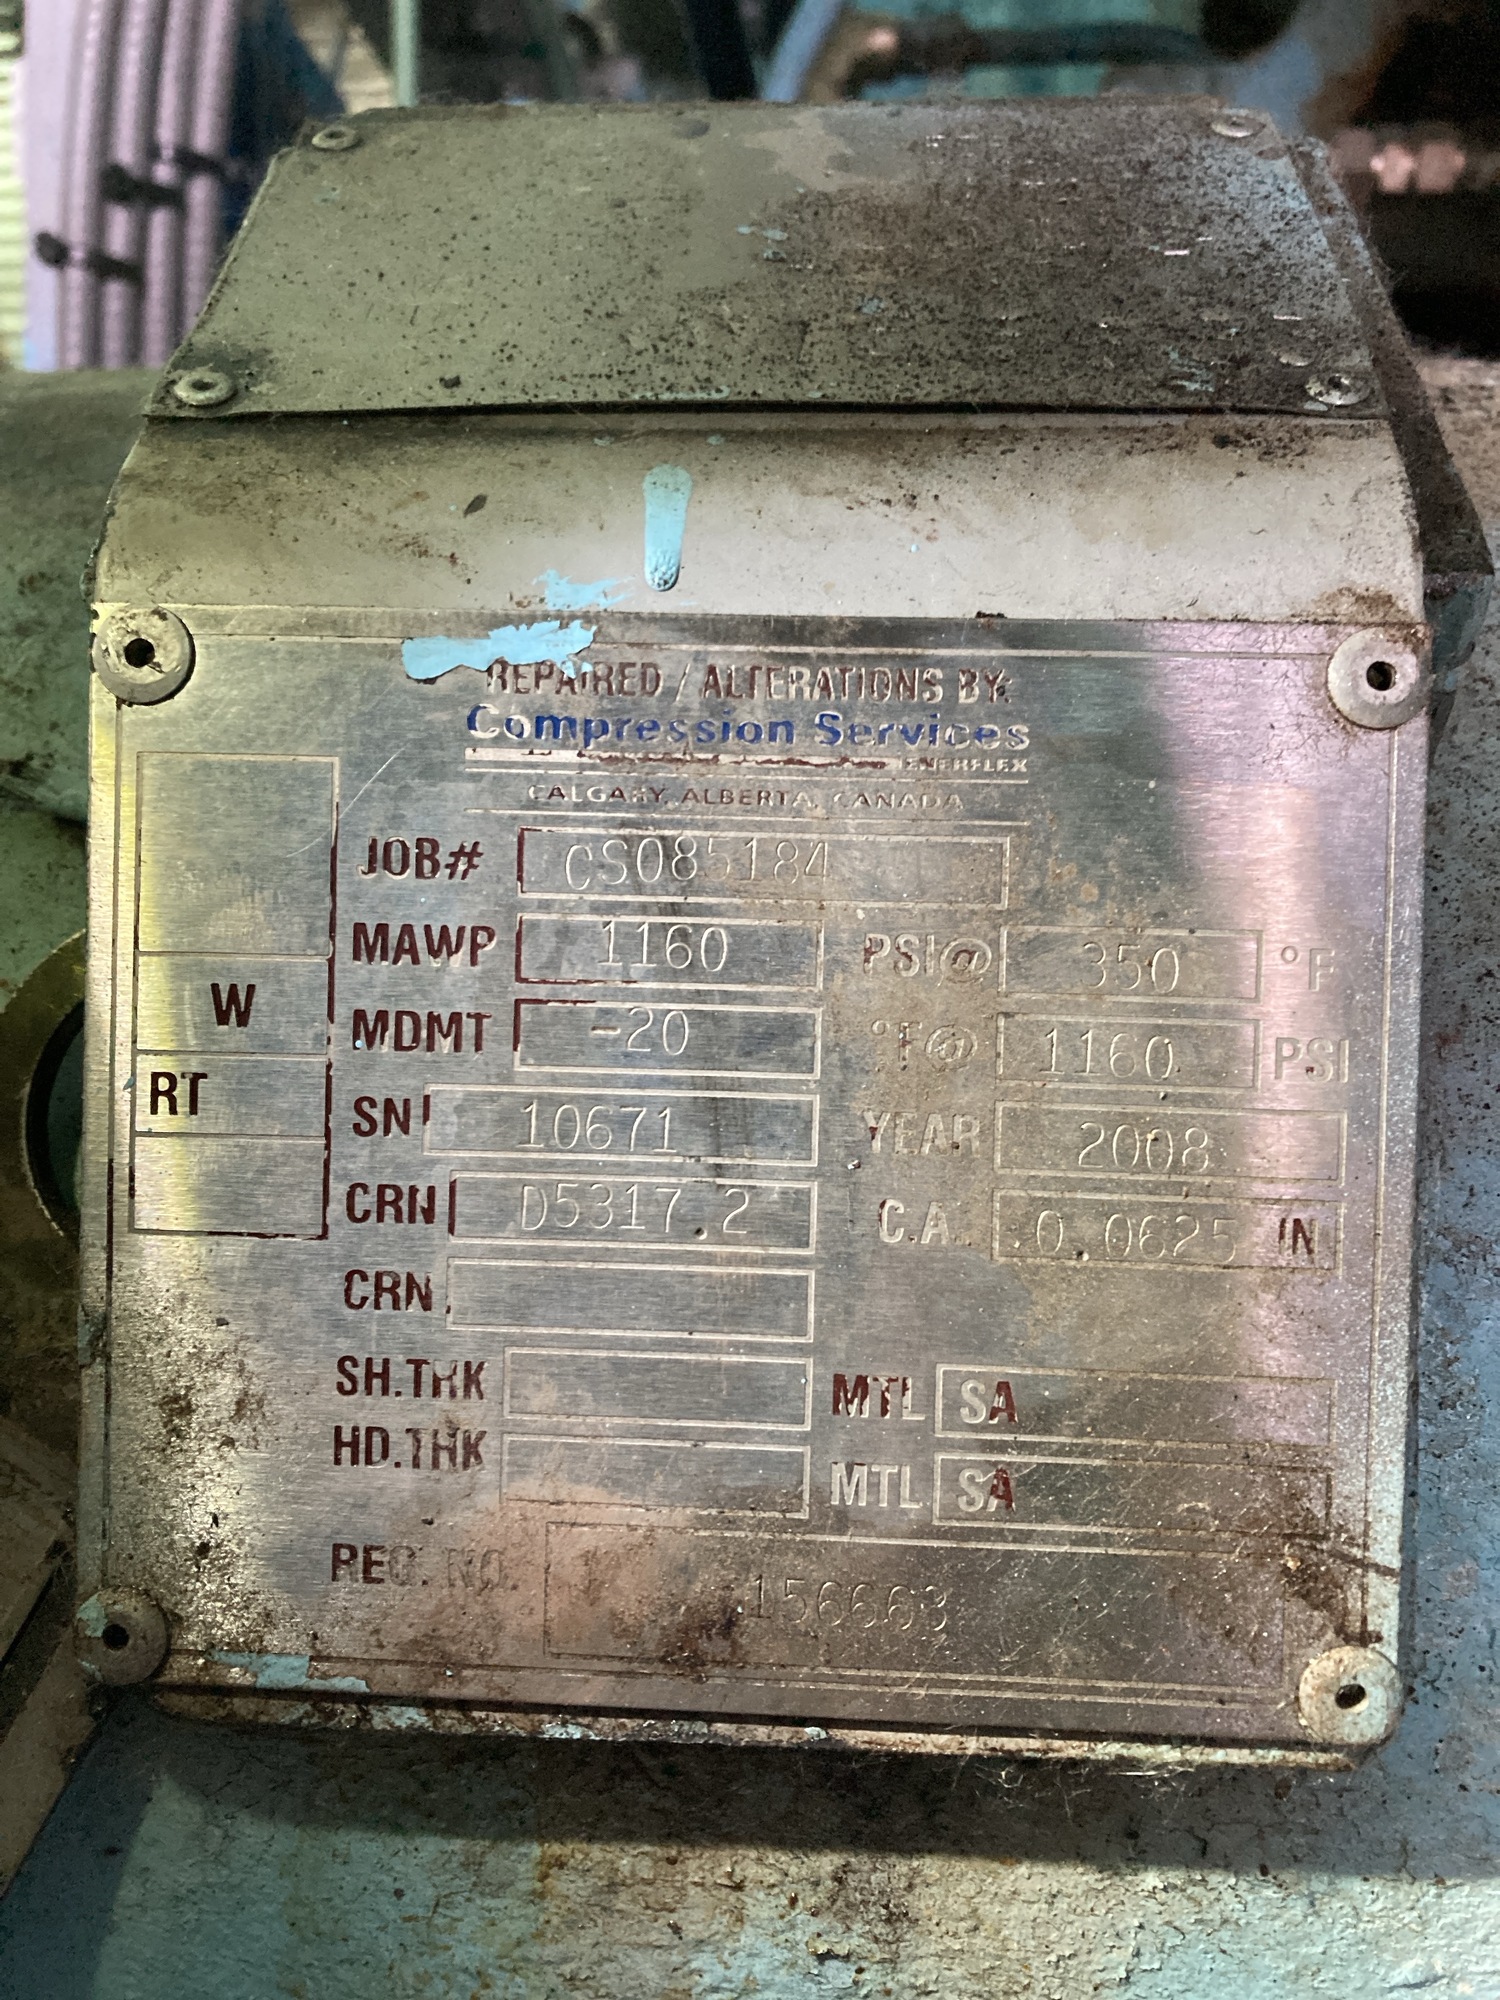 REPAIRED / ALTERATIONS BY:
Compression Services
ENERFLEX
CALGARY, ALBERTA, CANADA
JOB# CS085184
MAWP 1160 PSI@ 350 °F
W
MDMT -20 °F@ 1160 PSI
RT
SN 10671 YEAR 2008
CRN D5317.2 C.A. 0.0625 IN
CRN
SH.THK MTL SA
HD.THK MTL SA
REG. NO. 156663